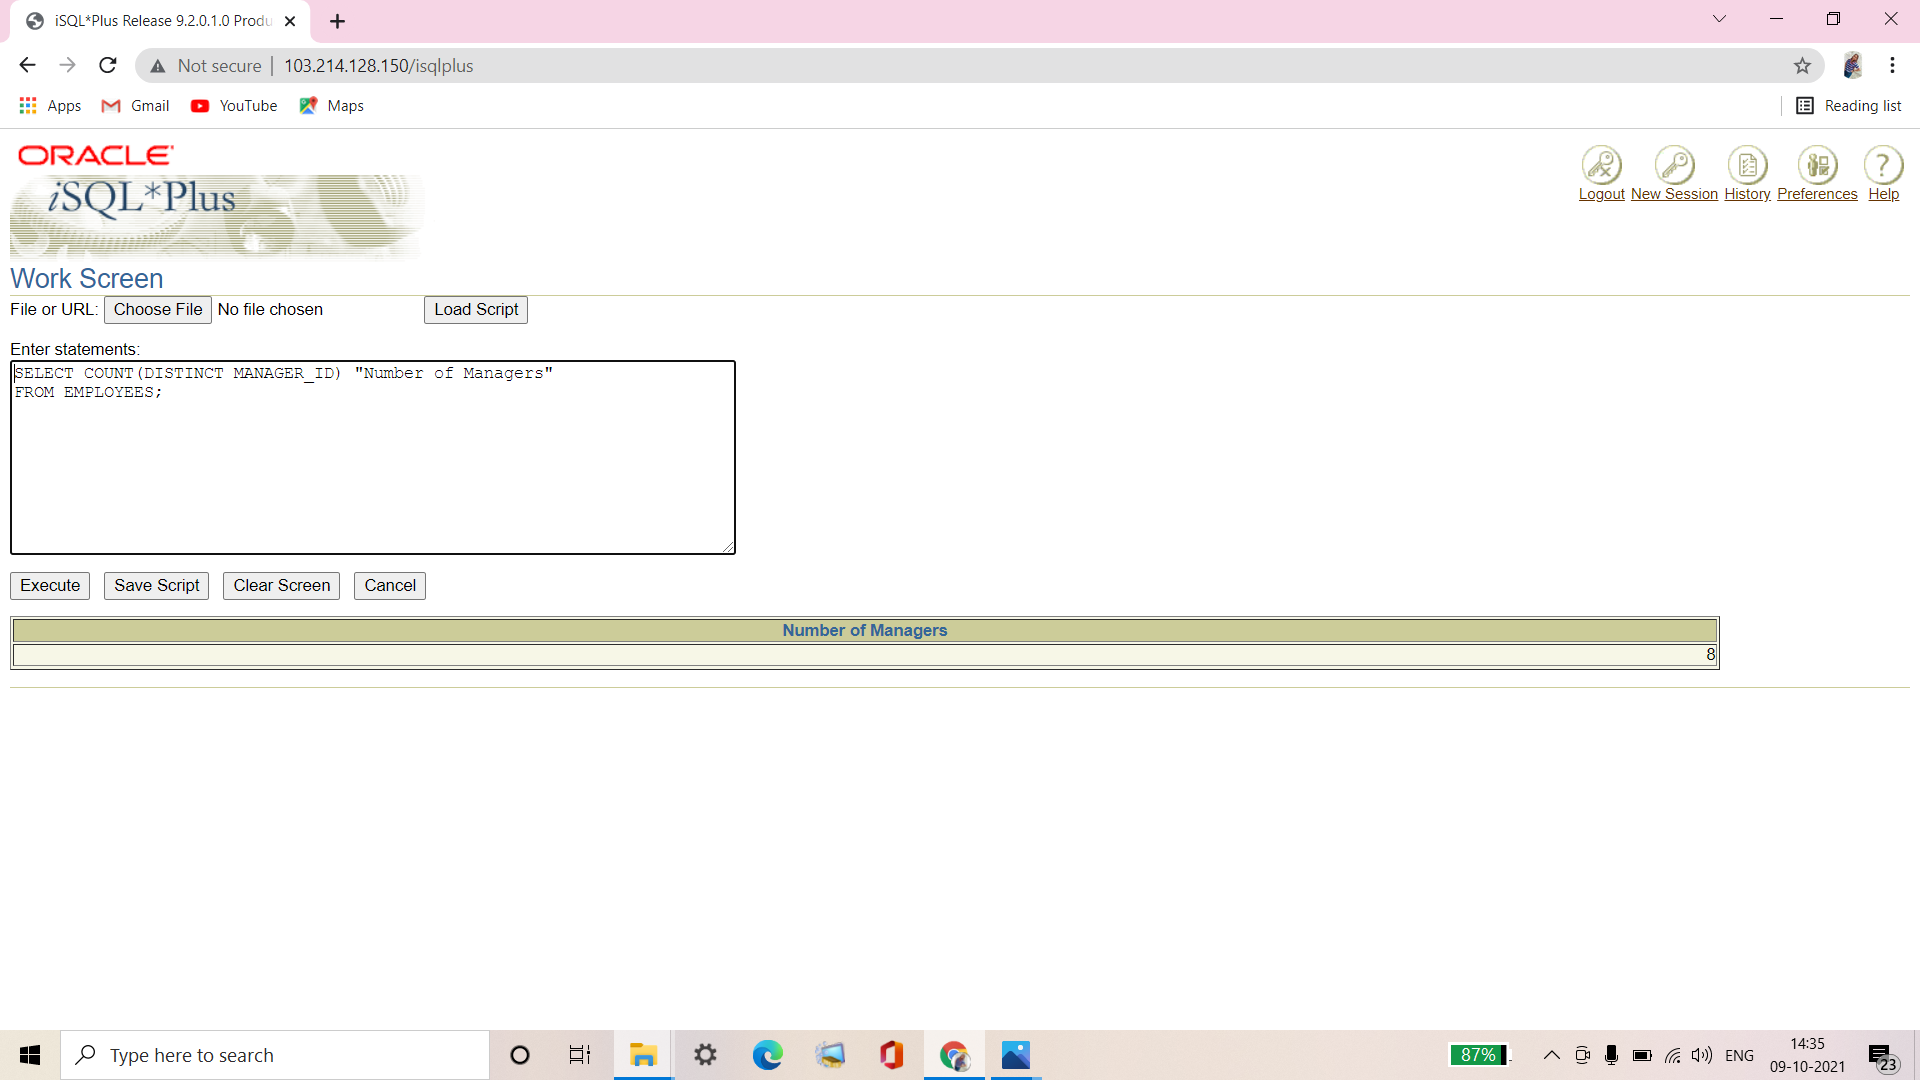 iSQL*Plus Release 9.2.0.1.0 Produ
Not secure
103.214.128.150/isqlplus
Apps
Gmail
YouTube
Maps
Reading list
ORACLE
iSQL*Plus
Logout
New Session
History
Preferences
Help
Work Screen
File or URL: Choose File No file chosen Load Script
Enter statements:
SELECT COUNT(DISTINCT MANAGER_ID) "Number of Managers"
FROM EMPLOYEES;
Execute Save Script Clear Screen Cancel
Number of Managers
8
Type here to search
87%
ENG
14:35
09-10-2021
23